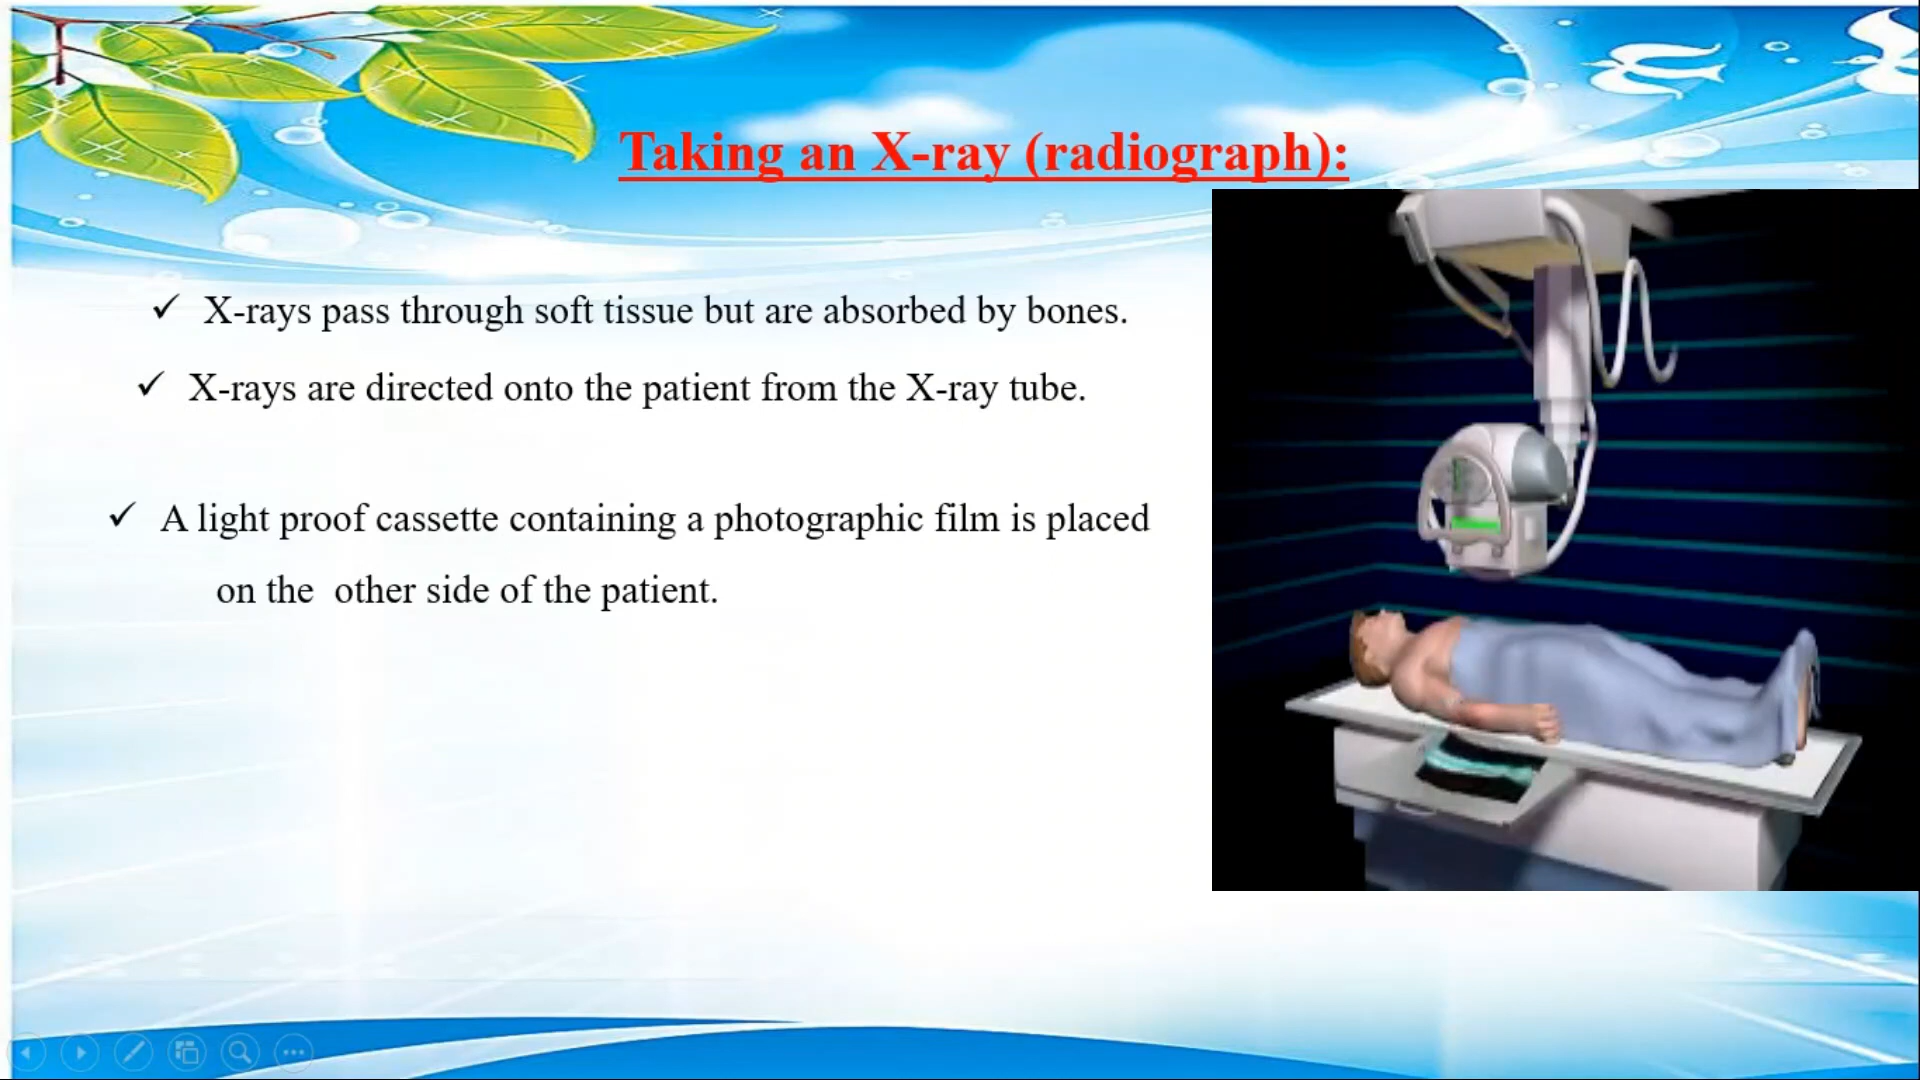 Taking an X-ray (radiograph):
✓ X-rays pass through soft tissue but are absorbed by bones.
✓ X-rays are directed onto the patient from the X-ray tube.
✓ A light proof cassette containing a photographic film is placed
on the other side of the patient.